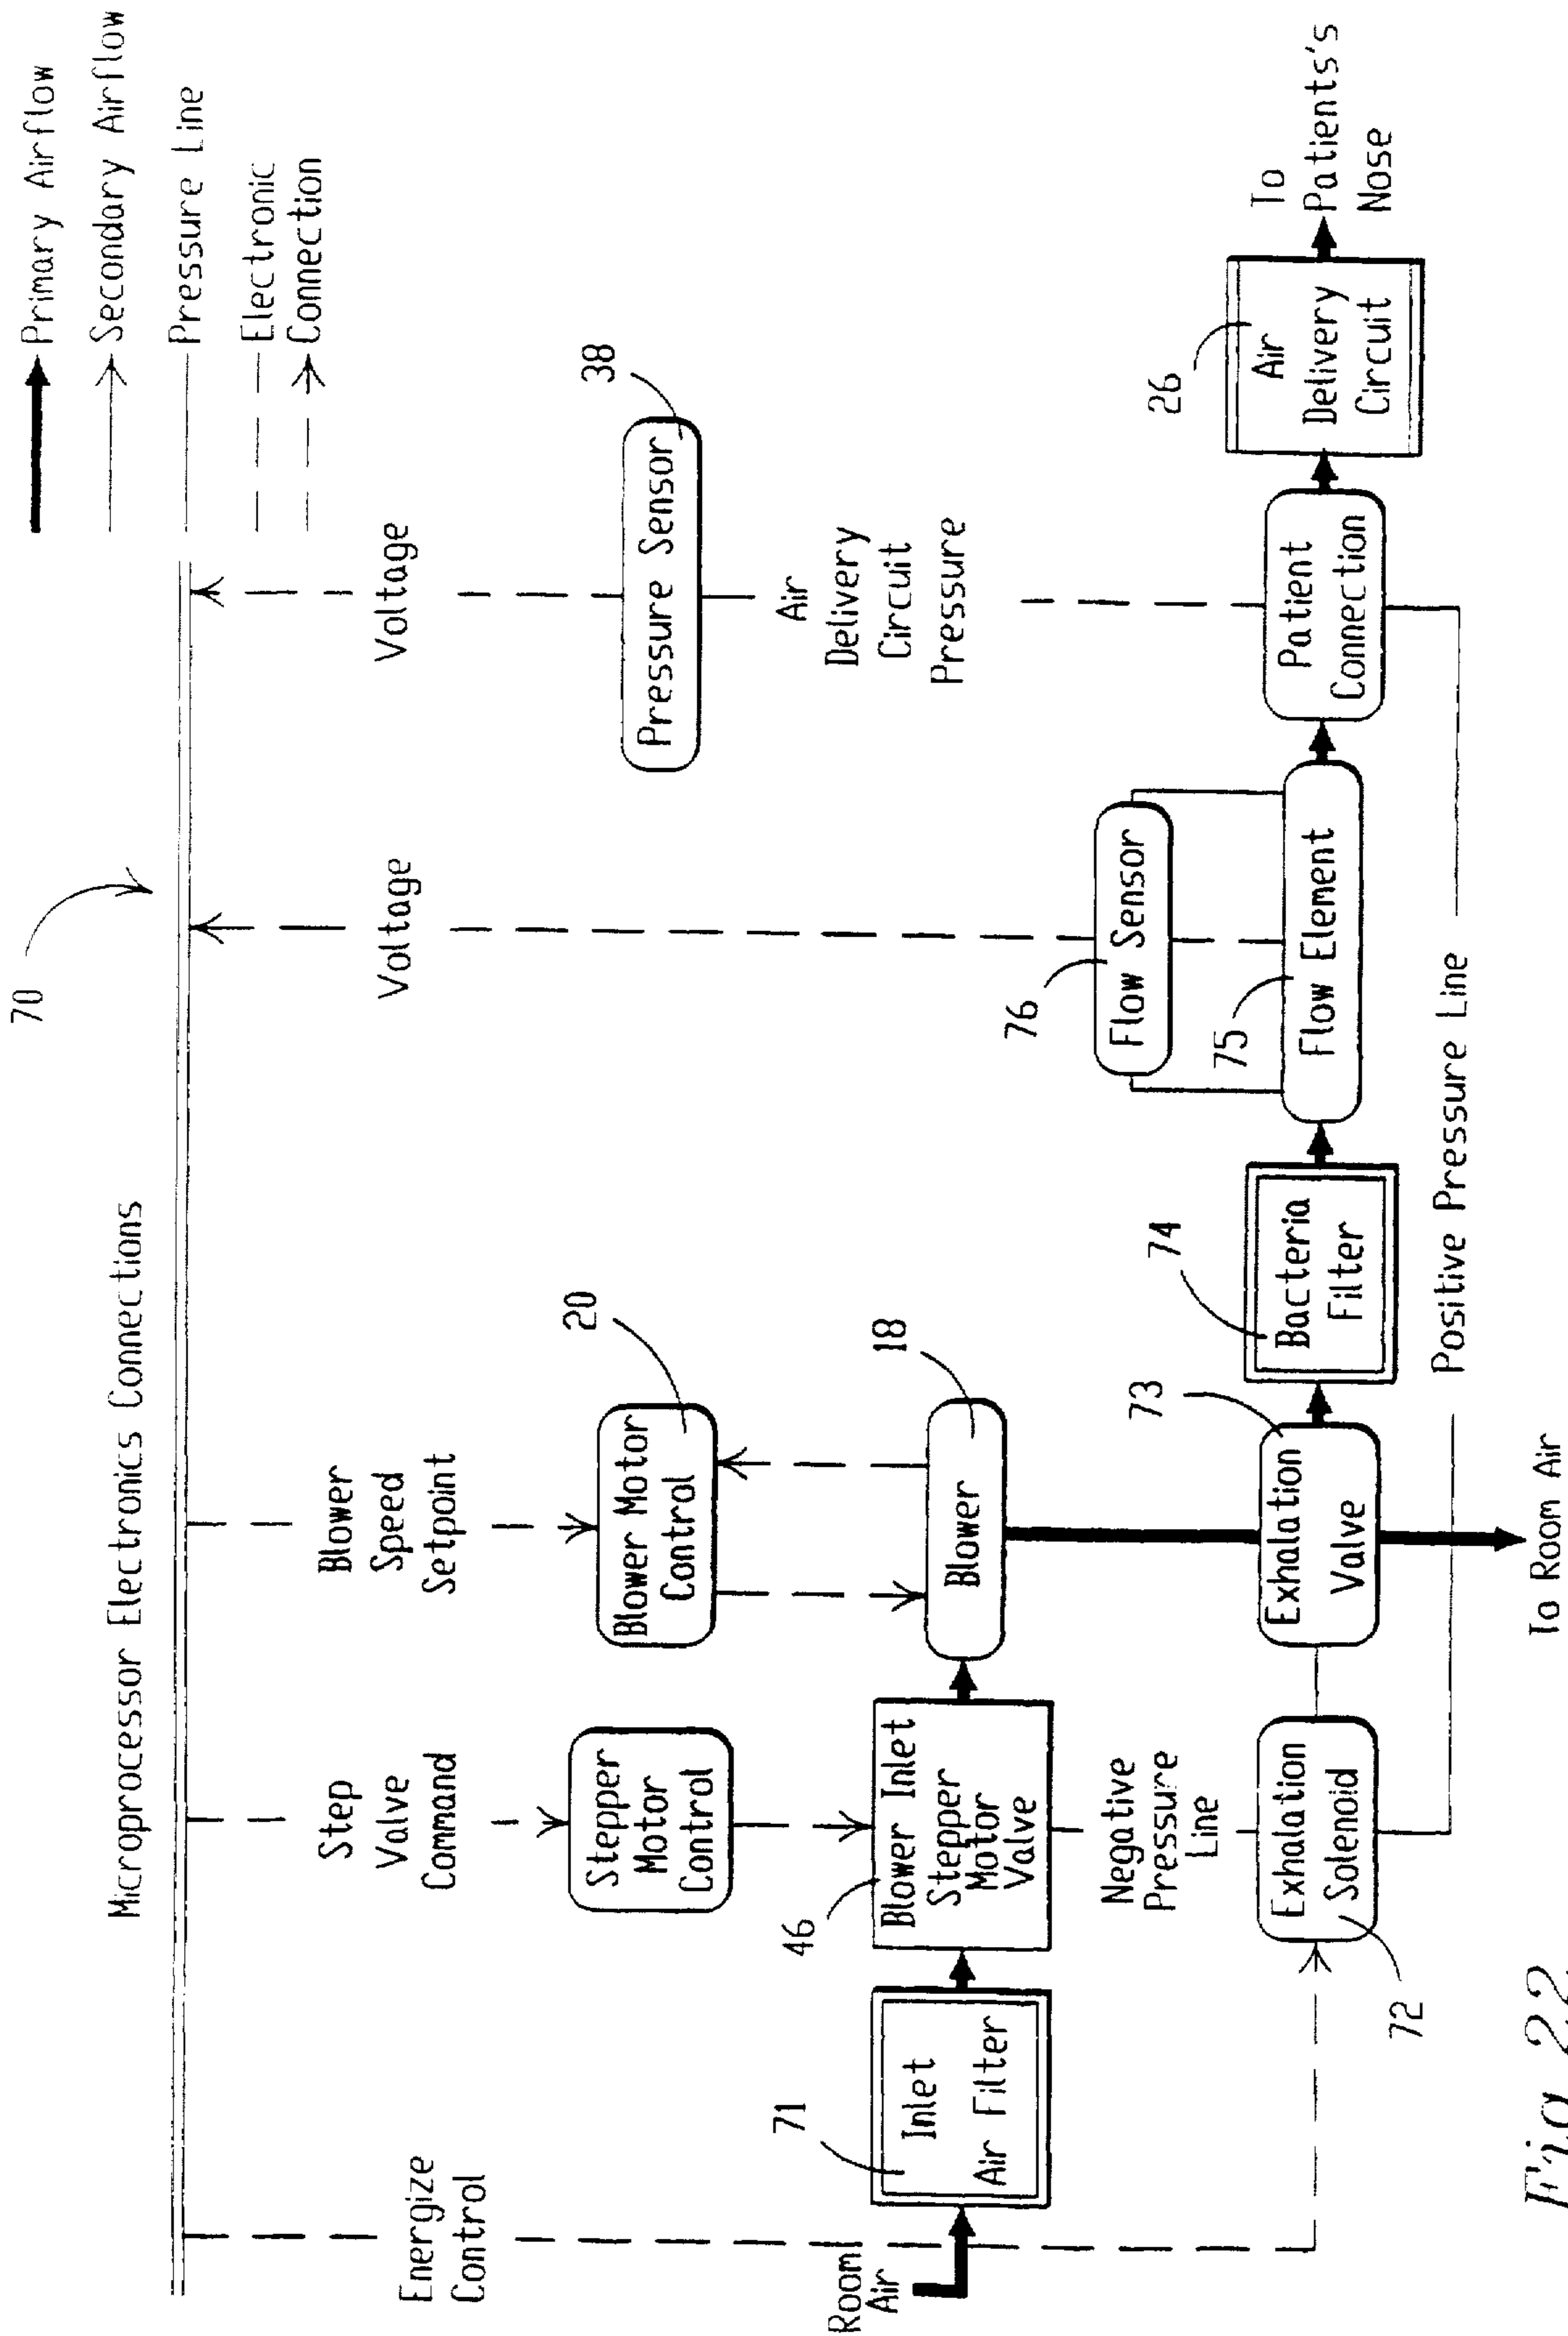 Primary Airflow
Secondary Airflow
Pressure Line
Electronic
Connection
70
Microprocessor Electronics Connections
Energize
Control
Step
Valve
Command
Blower
Speed
Setpoint
Voltage
Voltage
Stepper
Motor
Control
20
Blower Motor
Control
38
Pressure Sensor
Air
Delivery
Circuit
Pressure
Room
Air
71
Inlet
Air Filter
46
Blower Inlet
Stepper
Motor
Valve
18
Blower
Negative
Pressure
Line
72
Exhalation
Solenoid
73
Exhalation
Valve
74
Bacteria
Filter
76
Flow Sensor
75
Flow Element
Patient
Connection
26
Air
Delivery
Circuit
To
Patients's
Nose
Positive Pressure Line
To Room Air
Fig. 22